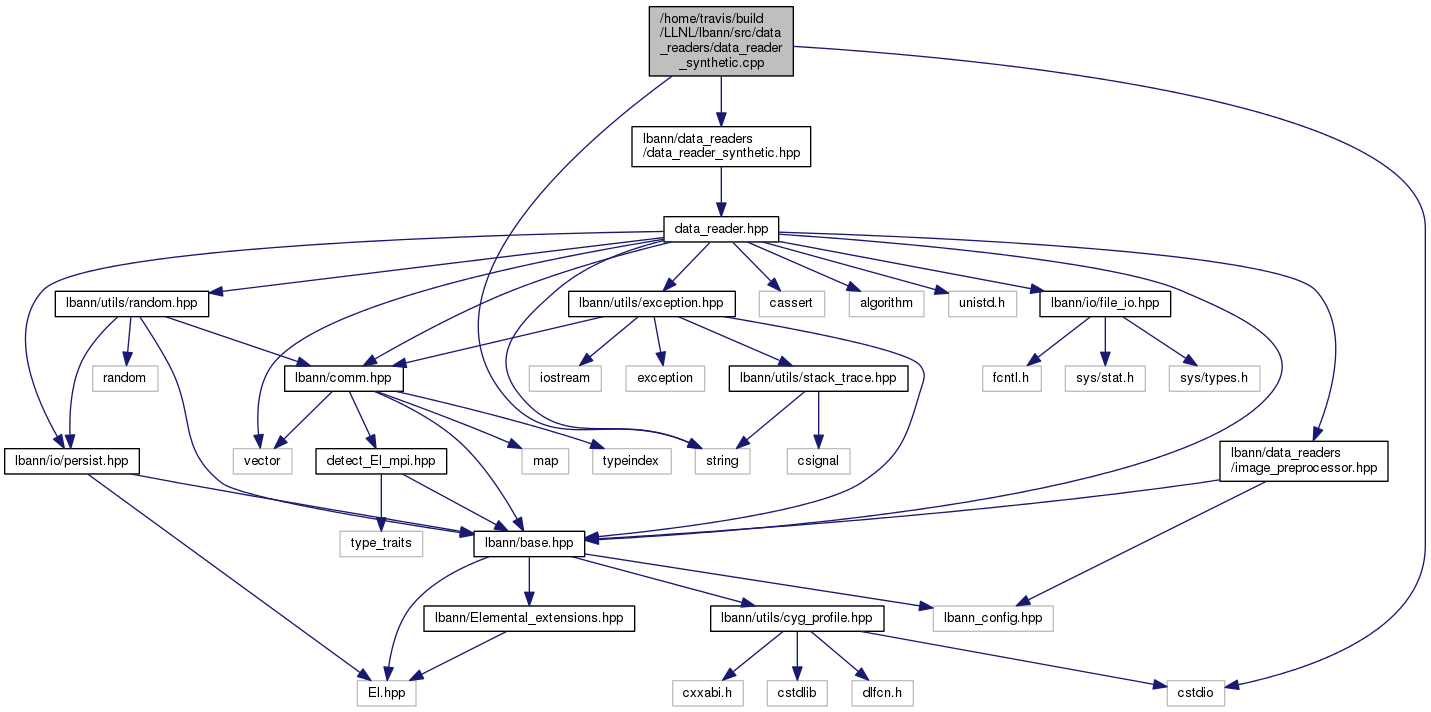 /home/travis/build
/LLNL/lbann/src/data
_readers/data_reader
_synthetic.cpp
lbann/data_readers
/data_reader_synthetic.hpp
data_reader.hpp
lbann/utils/random.hpp
lbann/utils/exception.hpp
cassert
algorithm
unistd.h
lbann/io/file_io.hpp
random
lbann/comm.hpp
iostream
exception
lbann/utils/stack_trace.hpp
fcntl.h
sys/stat.h
sys/types.h
lbann/io/persist.hpp
vector
detect_El_mpi.hpp
map
typeindex
string
csignal
lbann/data_readers
/image_preprocessor.hpp
type_traits
lbann/base.hpp
lbann/Elemental_extensions.hpp
lbann/utils/cyg_profile.hpp
lbann_config.hpp
El.hpp
cxxabi.h
cstdlib
dlfcn.h
cstdio